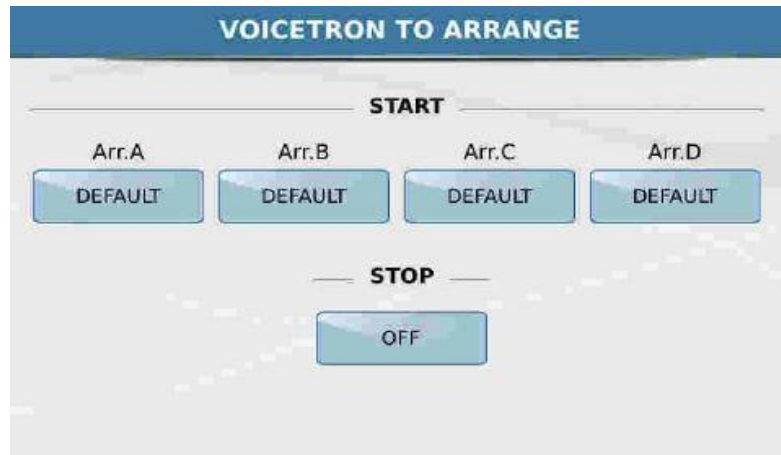 VOICETRON TO ARRANGE
START
Arr.A Arr.B Arr.C Arr.D
DEFAULT DEFAULT DEFAULT DEFAULT
STOP
OFF